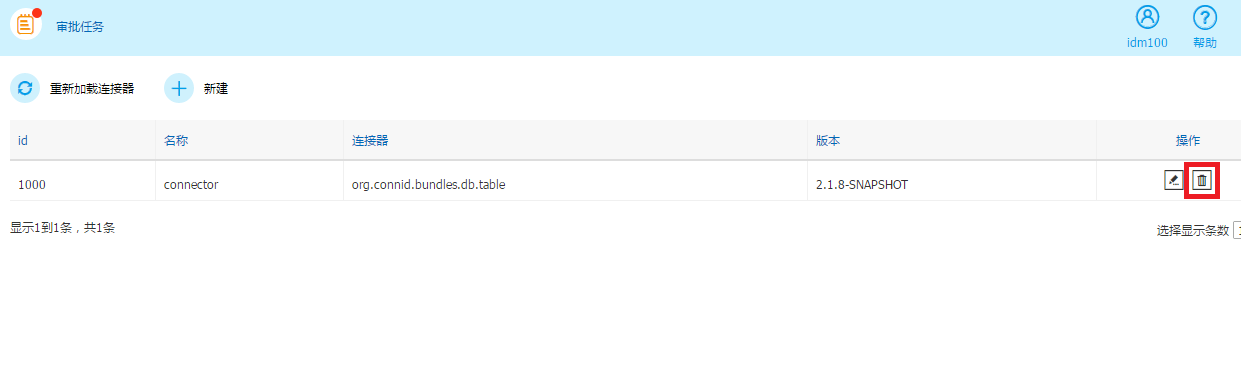 审批任务
idm100 帮助
重新加载连接器 新建
id 名称 连接器 版本 操作
1000 connector org.connid.bundles.db.table 2.1.8-SNAPSHOT
显示1到1条，共1条
选择显示条数